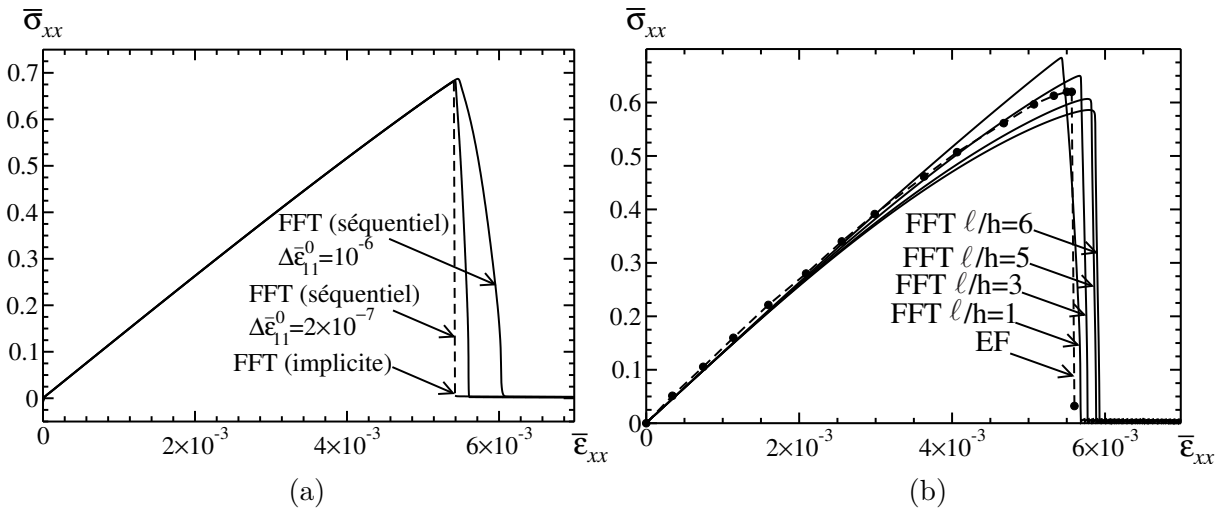 σ̅xx
0.7
0.6
0.5
0.4
0.3
0.2
0.1
0
FFT (séquentiel)
Δε̅⁰₁₁=10⁻⁶
FFT (séquentiel)
Δε̅⁰₁₁=2×10⁻⁷
FFT (implicite)
0
2×10⁻³
4×10⁻³
6×10⁻³
ε̅xx
(a)
σ̅xx
0.6
0.5
0.4
0.3
0.2
0.1
0
FFT ℓ/h=6
FFT ℓ/h=5
FFT ℓ/h=3
FFT ℓ/h=1
EF
0
2×10⁻³
4×10⁻³
6×10⁻³
ε̅xx
(b)